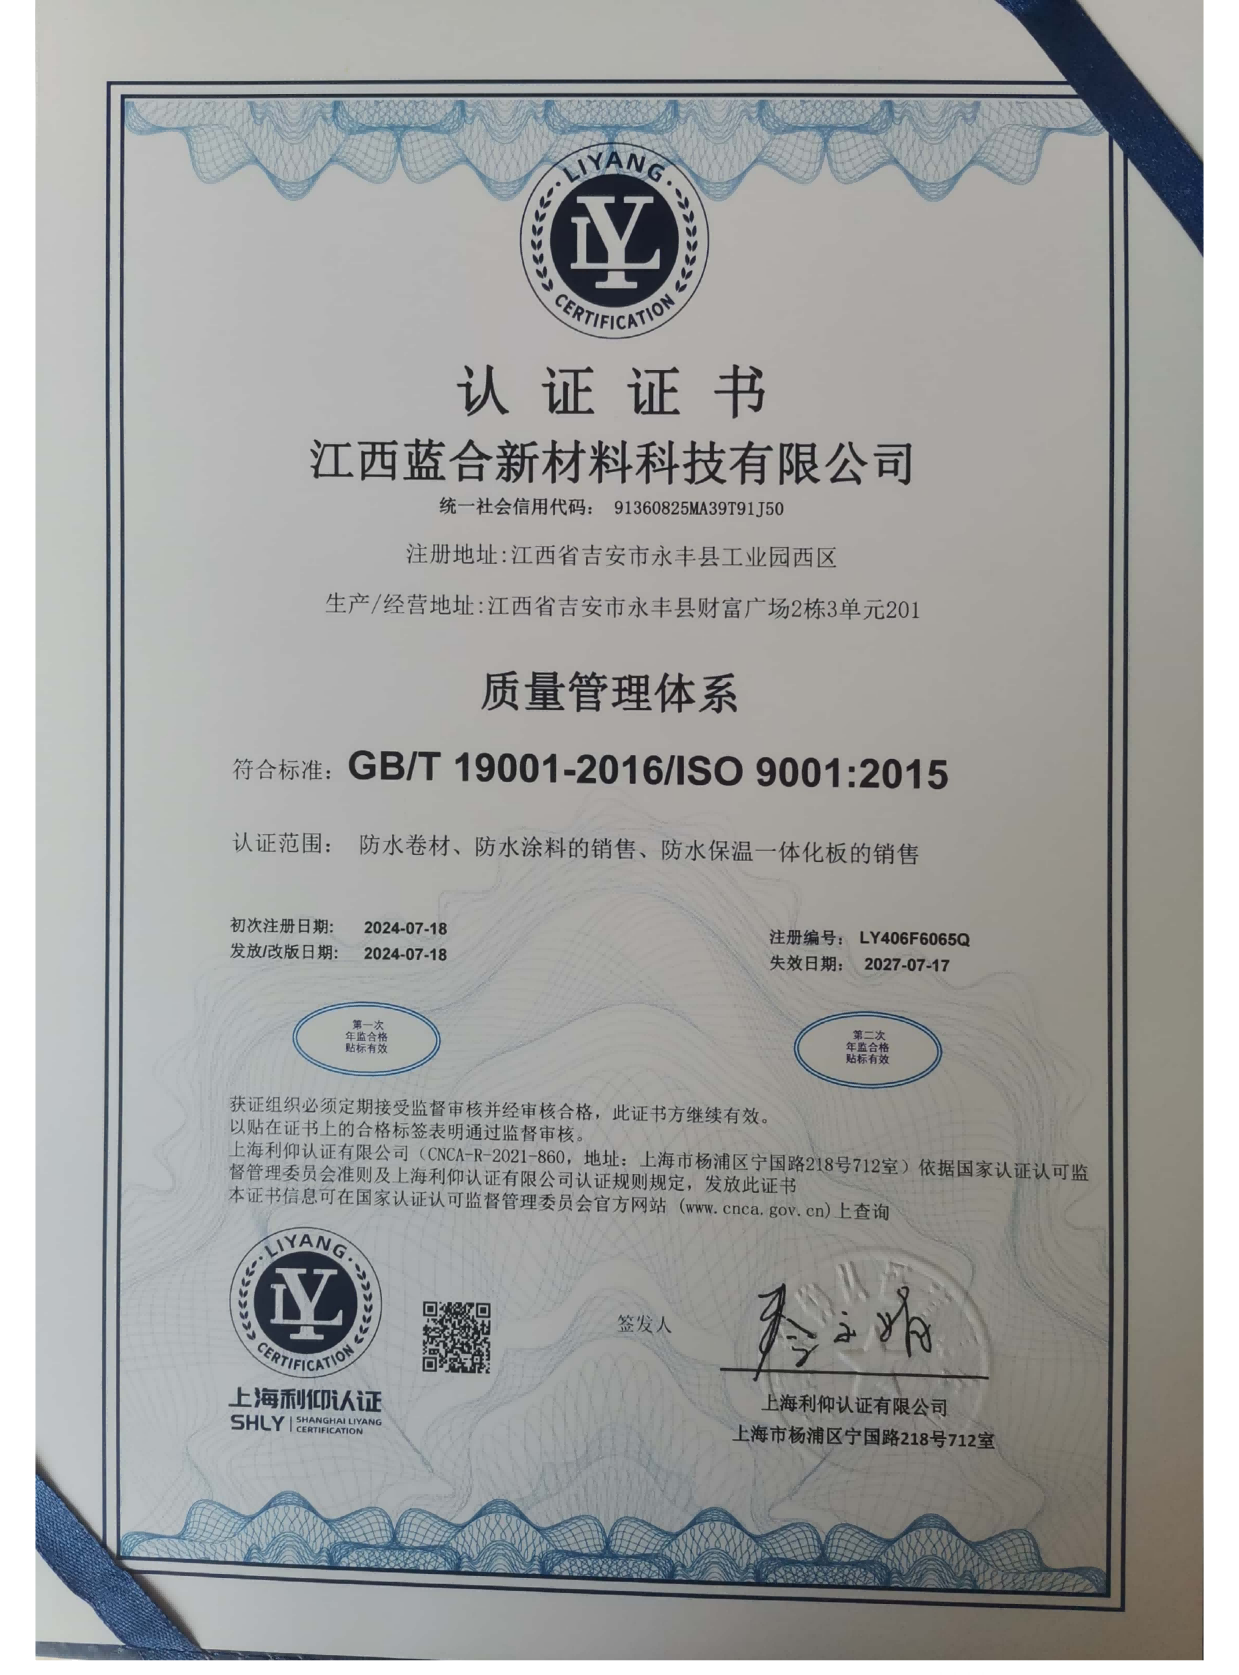 LIYANG
LY
CERTIFICATION
认证证书
江西蓝合新材料科技有限公司
统一社会信用代码： 91360825MA39T91J50
注册地址:江西省吉安市永丰县工业园西区
生产/经营地址:江西省吉安市永丰县财富广场2栋3单元201
质量管理体系
符合标准: GB/T 19001-2016/ISO 9001:2015
认证范围： 防水卷材、防水涂料的销售、防水保温一体化板的销售
初次注册日期: 2024-07-18
发放/改版日期: 2024-07-18
注册编号: LY406F6065Q
失效日期: 2027-07-17
第一次
年监合格
贴标有效
第二次
年监合格
贴标有效
获证组织必须定期接受监督审核并经审核合格，此证书方继续有效。
以贴在证书上的合格标签表明通过监督审核。
上海利仰认证有限公司（CNCA-R-2021-860，地址：上海市杨浦区宁国路218号712室）依据国家认证认可监
督管理委员会准则及上海利仰认证有限公司认证规则规定，发放此证书
本证书信息可在国家认证认可监督管理委员会官方网站 (www.cnca.gov.cn)上查询
LIYANG
LY
CERTIFICATION
上海利仰认证
SHLY | SHANGHAI LIYANG
CERTIFICATION
签发人
上海利仰认证有限公司
上海市杨浦区宁国路218号712室